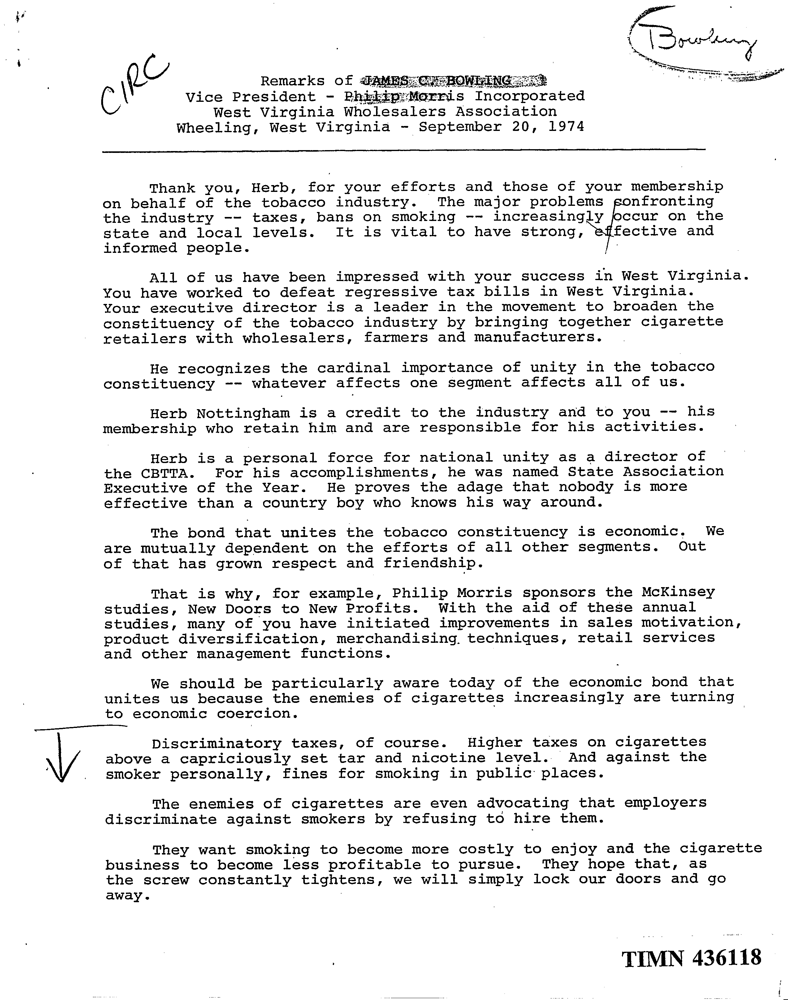 Bowling
CIRC
Remarks of JAMES C. BOWLING
Vice President - Philip Morris Incorporated
West Virginia Wholesalers Association
Wheeling, West Virginia - September 20, 1974
Thank you, Herb, for your efforts and those of your membership
on behalf of the tobacco industry. The major problems confronting
the industry -- taxes, bans on smoking -- increasingly occur on the
state and local levels. It is vital to have strong, effective and
informed people.
All of us have been impressed with your success in West Virginia.
You have worked to defeat regressive tax bills in West Virginia.
Your executive director is a leader in the movement to broaden the
constituency of the tobacco industry by bringing together cigarette
retailers with wholesalers, farmers and manufacturers.
He recognizes the cardinal importance of unity in the tobacco
constituency -- whatever affects one segment affects all of us.
Herb Nottingham is a credit to the industry and to you -- his
membership who retain him and are responsible for his activities.
Herb is a personal force for national unity as a director of
the CBTTA. For his accomplishments, he was named State Association
Executive of the Year. He proves the adage that nobody is more
effective than a country boy who knows his way around.
The bond that unites the tobacco constituency is economic. We
are mutually dependent on the efforts of all other segments. Out
of that has grown respect and friendship.
That is why, for example, Philip Morris sponsors the McKinsey
studies, New Doors to New Profits. With the aid of these annual
studies, many of you have initiated improvements in sales motivation,
product diversification, merchandising techniques, retail services
and other management functions.
We should be particularly aware today of the economic bond that
unites us because the enemies of cigarettes increasingly are turning
to economic coercion.
Discriminatory taxes, of course. Higher taxes on cigarettes
above a capriciously set tar and nicotine level. And against the
smoker personally, fines for smoking in public places.
The enemies of cigarettes are even advocating that employers
discriminate against smokers by refusing to hire them.
They want smoking to become more costly to enjoy and the cigarette
business to become less profitable to pursue. They hope that, as
the screw constantly tightens, we will simply lock our doors and go
away.
TIMN 436118